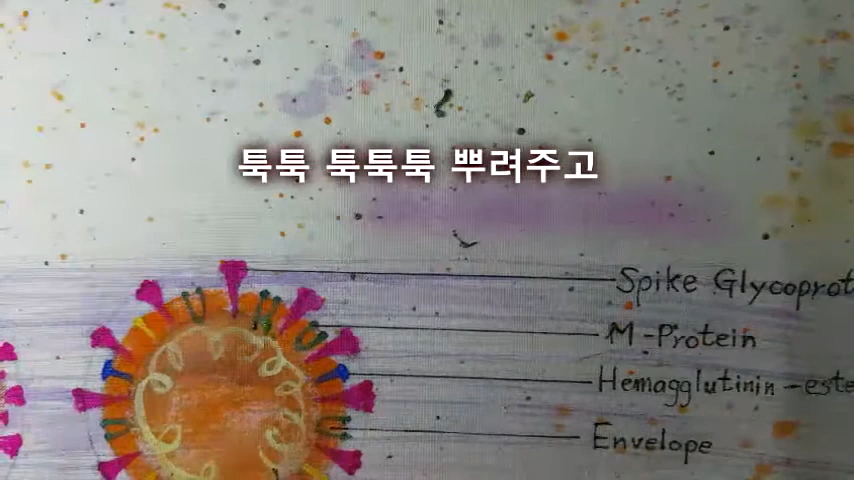 툭툭 툭툭툭 뿌려주고
Spike Glycoprot
M-Protein
Hemagglutinin-este
Envelope